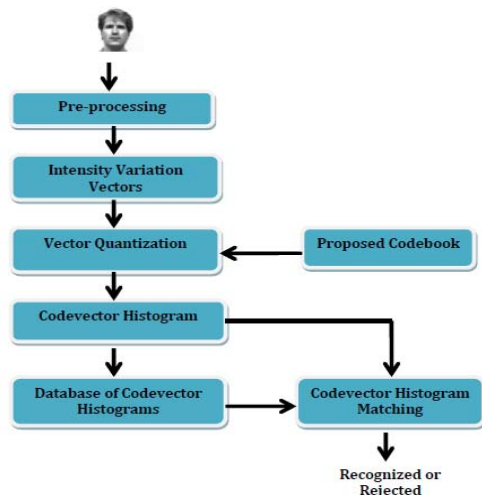 Pre-processing
Intensity Variation
Vectors
Vector Quantization
Proposed Codebook
Codevector Histogram
Database of Codevector
Histograms
Codevector Histogram
Matching
Recognized or
Rejected